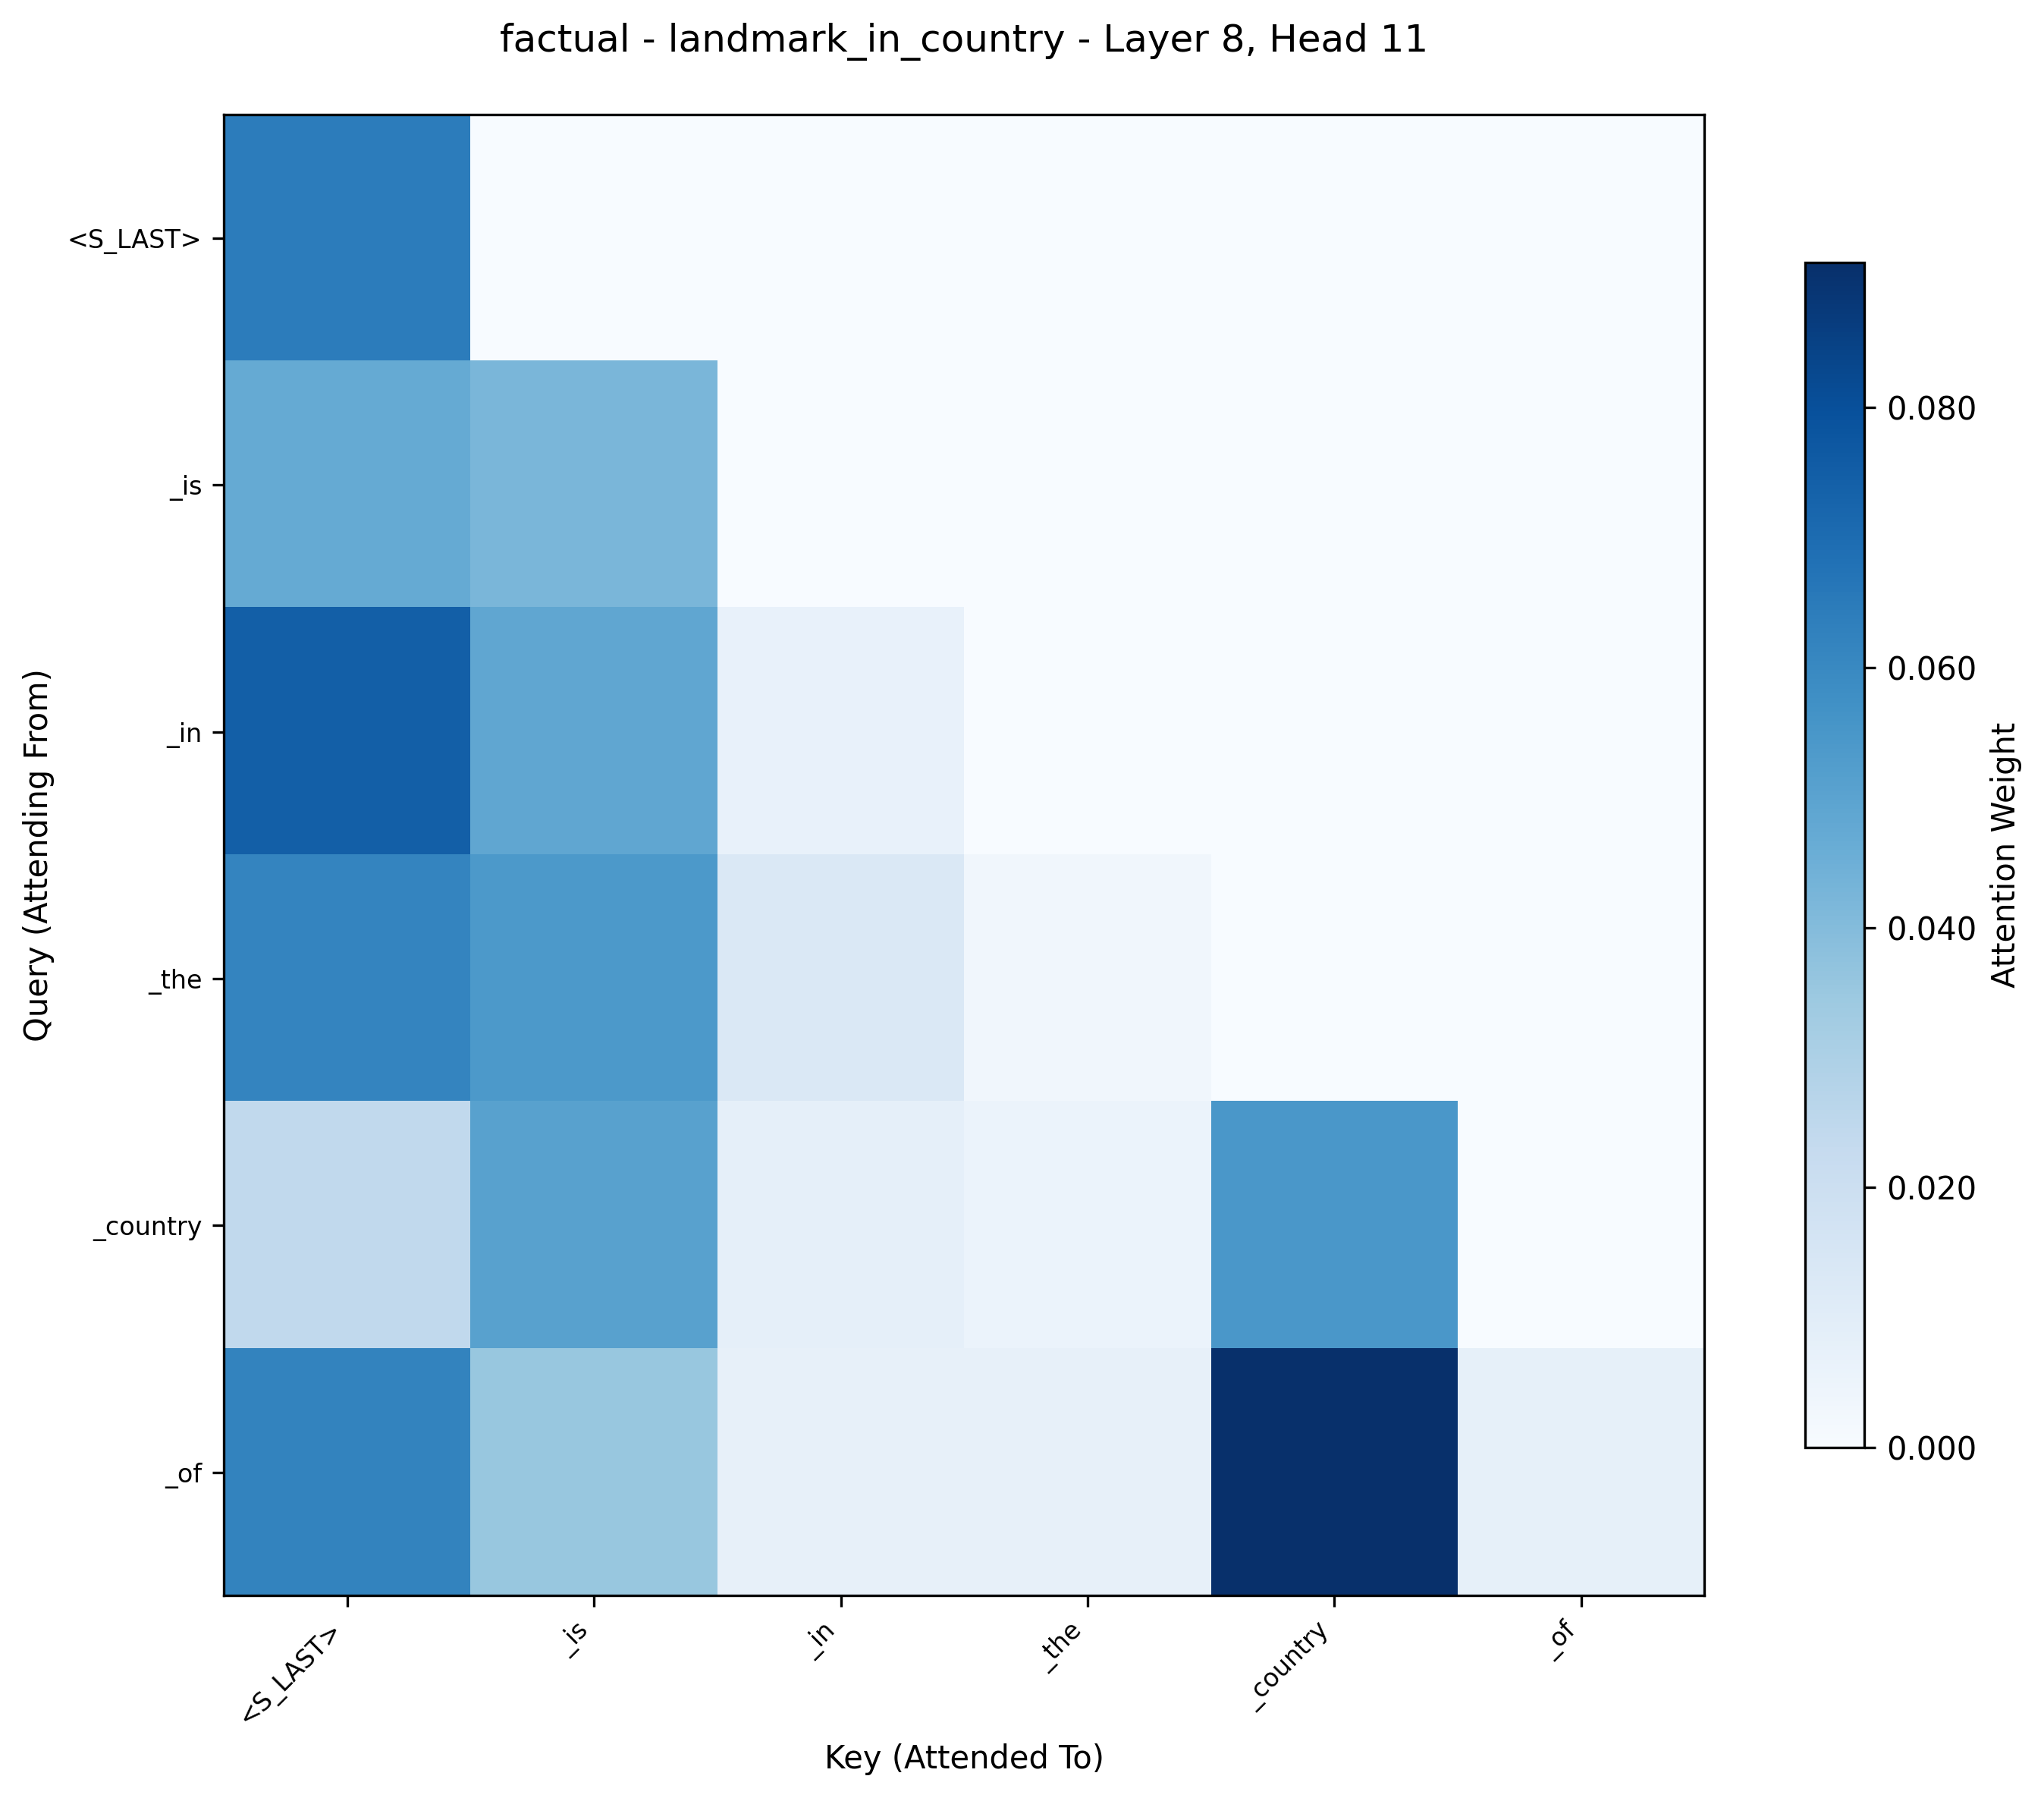 factual - landmark_in_country - Layer 8, Head 11
Query (Attending From)
<S_LAST>
_is
_in
_the
_country
_of
<S_LAST>
_is
_in
_the
_country
_of
Key (Attended To)
0.080
0.060
0.040
0.020
0.000
Attention Weight